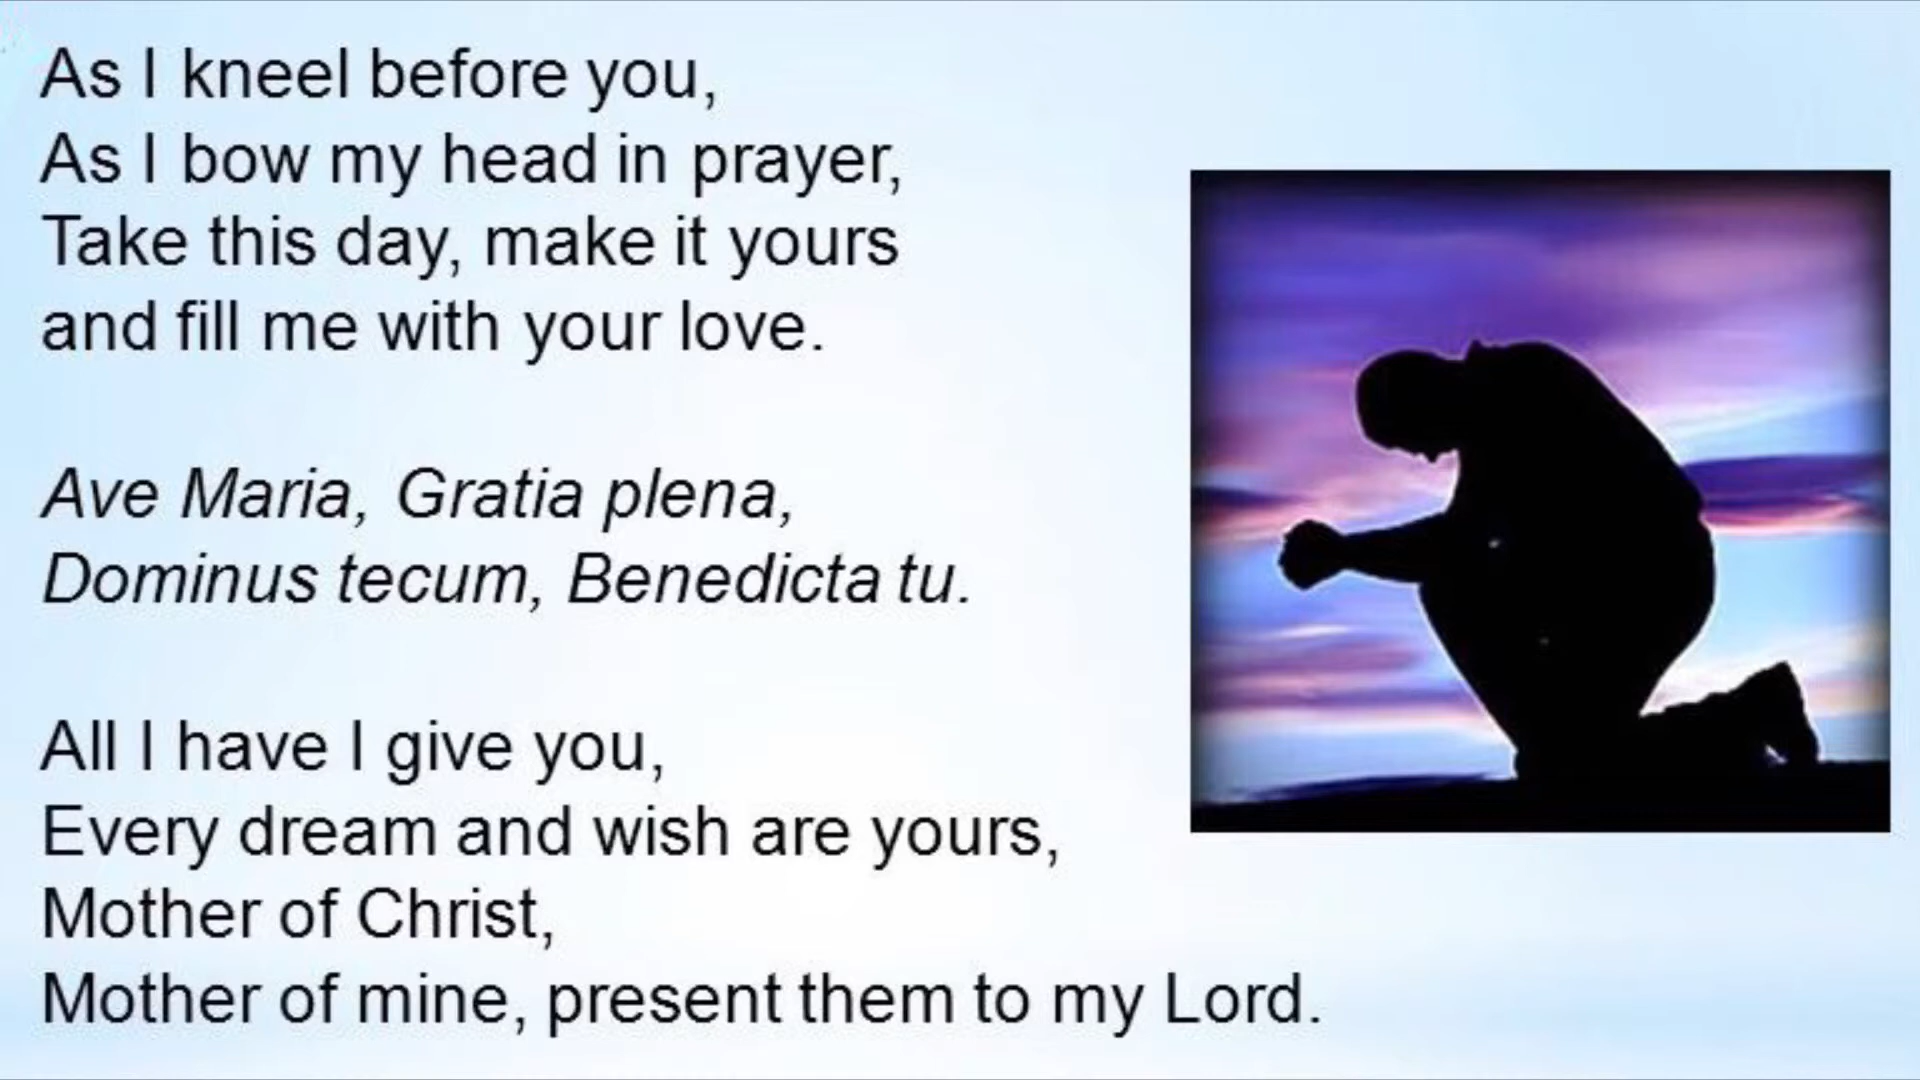 As I kneel before you,
As I bow my head in prayer,
Take this day, make it yours
and fill me with your love.
Ave Maria, Gratia plena,
Dominus tecum, Benedicta tu.
All I have I give you,
Every dream and wish are yours,
Mother of Christ,
Mother of mine, present them to my Lord.